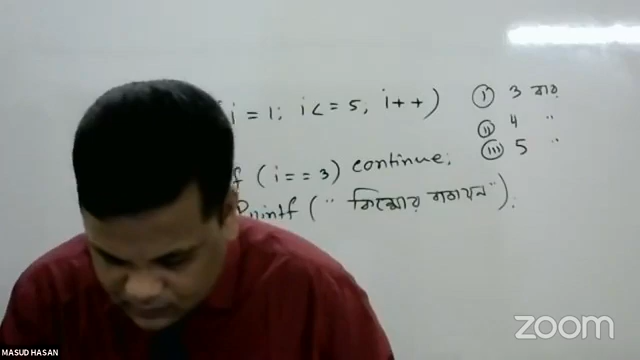 i = 1; i <= 5, i++) (i) 3 বার
(ii) 4 "
(iii) 5 "
f (i == 3) continue;
Printf ("কিশোর বাতায়ন").
zoom
MASUD HASAN